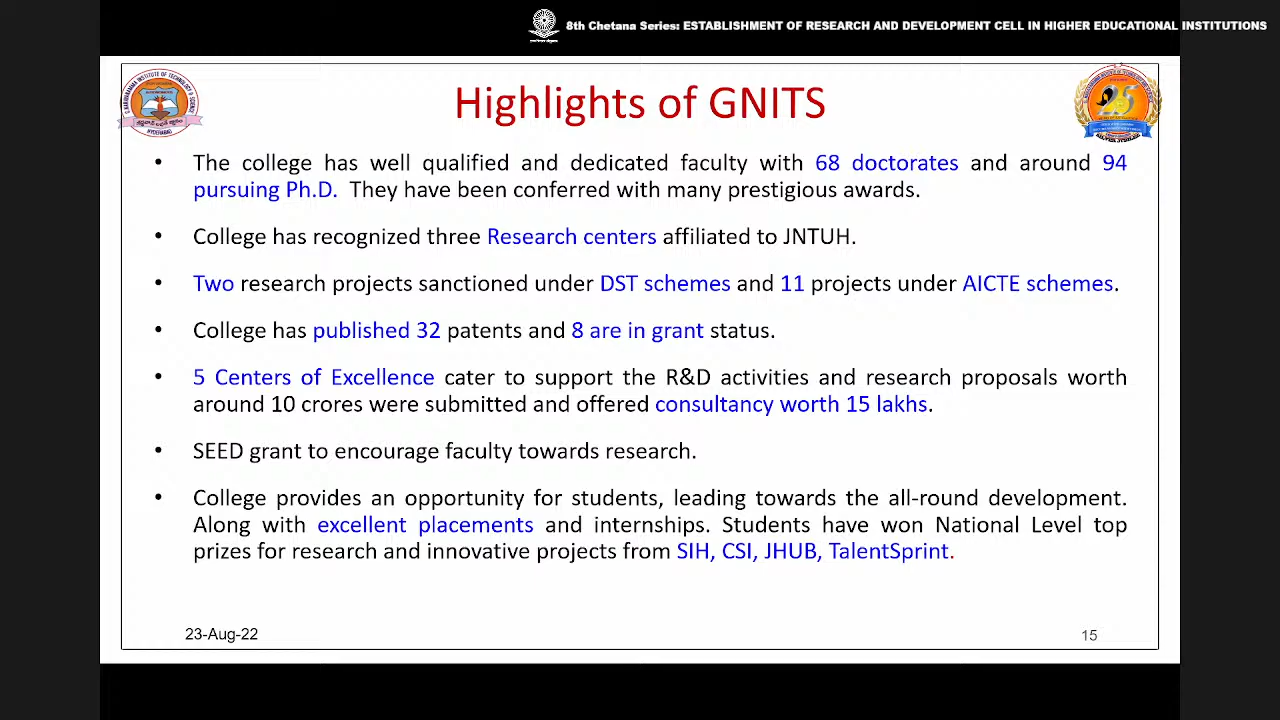 8th Chetana Series: ESTABLISHMENT OF RESEARCH AND DEVELOPMENT CELL IN HIGHER EDUCATIONAL INSTITUTIONS
Highlights of GNITS
HYDERABAD
25
SILVER JUBILEE
• The college has well qualified and dedicated faculty with 68 doctorates and around 94
pursuing Ph.D. They have been conferred with many prestigious awards.
• College has recognized three Research centers affiliated to JNTUH.
• Two research projects sanctioned under DST schemes and 11 projects under AICTE schemes.
• College has published 32 patents and 8 are in grant status.
• 5 Centers of Excellence cater to support the R&D activities and research proposals worth
around 10 crores were submitted and offered consultancy worth 15 lakhs.
• SEED grant to encourage faculty towards research.
• College provides an opportunity for students, leading towards the all-round development.
Along with excellent placements and internships. Students have won National Level top
prizes for research and innovative projects from SIH, CSI, JHUB, TalentSprint.
23-Aug-22
15